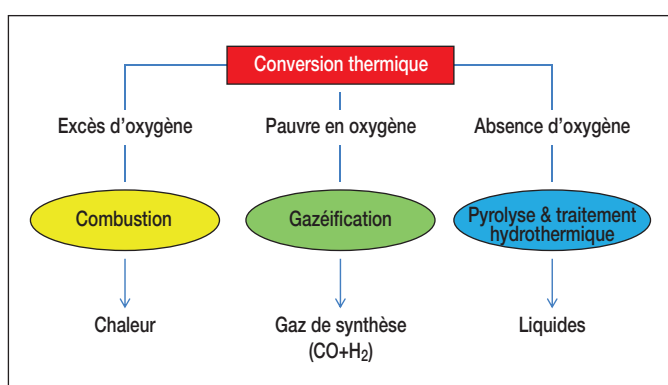 Conversion thermique
Excès d'oxygène
Pauvre en oxygène
Absence d'oxygène
Combustion
Gazéification
Pyrolyse & traitement
hydrothermique
Chaleur
Gaz de synthèse
(CO+H₂)
Liquides